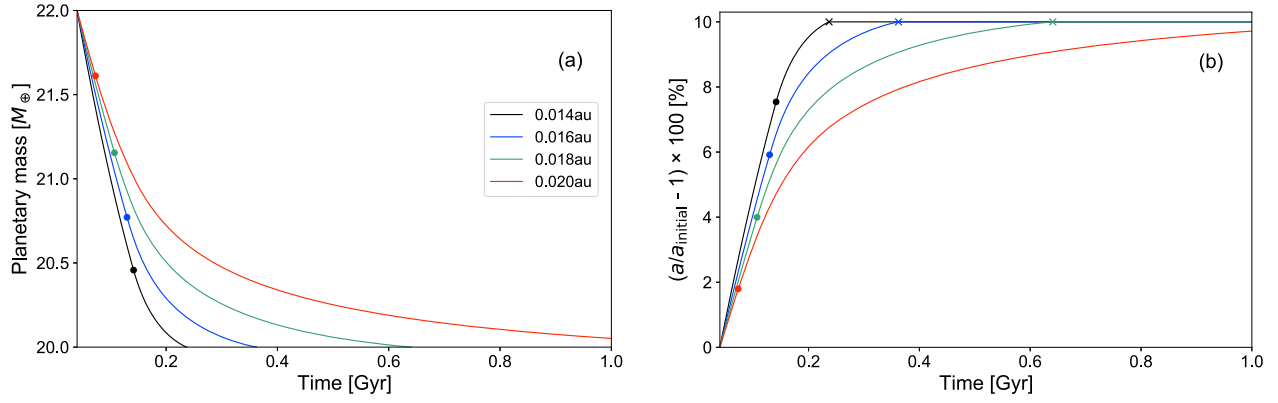 22.0
21.5
21.0
20.5
20.0
Planetary mass [M⊕]
(a)
0.014au
0.016au
0.018au
0.020au
0.2
0.4
0.6
0.8
1.0
Time [Gyr]
10
8
6
4
2
0
(a/a_initial - 1) × 100 [%]
(b)
0.2
0.4
0.6
0.8
1.0
Time [Gyr]